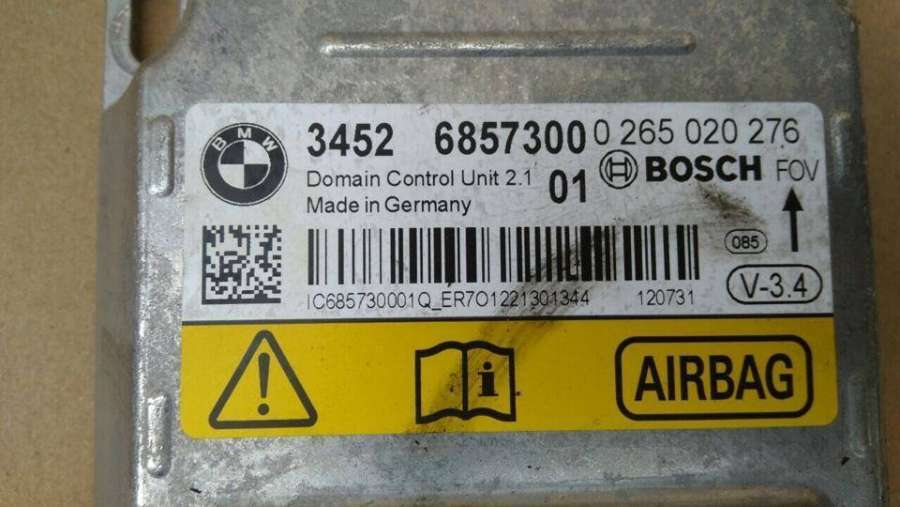 BMW
3452 6857300 0 265 020 276
Domain Control Unit 2.1 01 BOSCH FOV
Made in Germany
085
IC685730001Q_ER7O1221301344 120731
V-3.4
i
AIRBAG